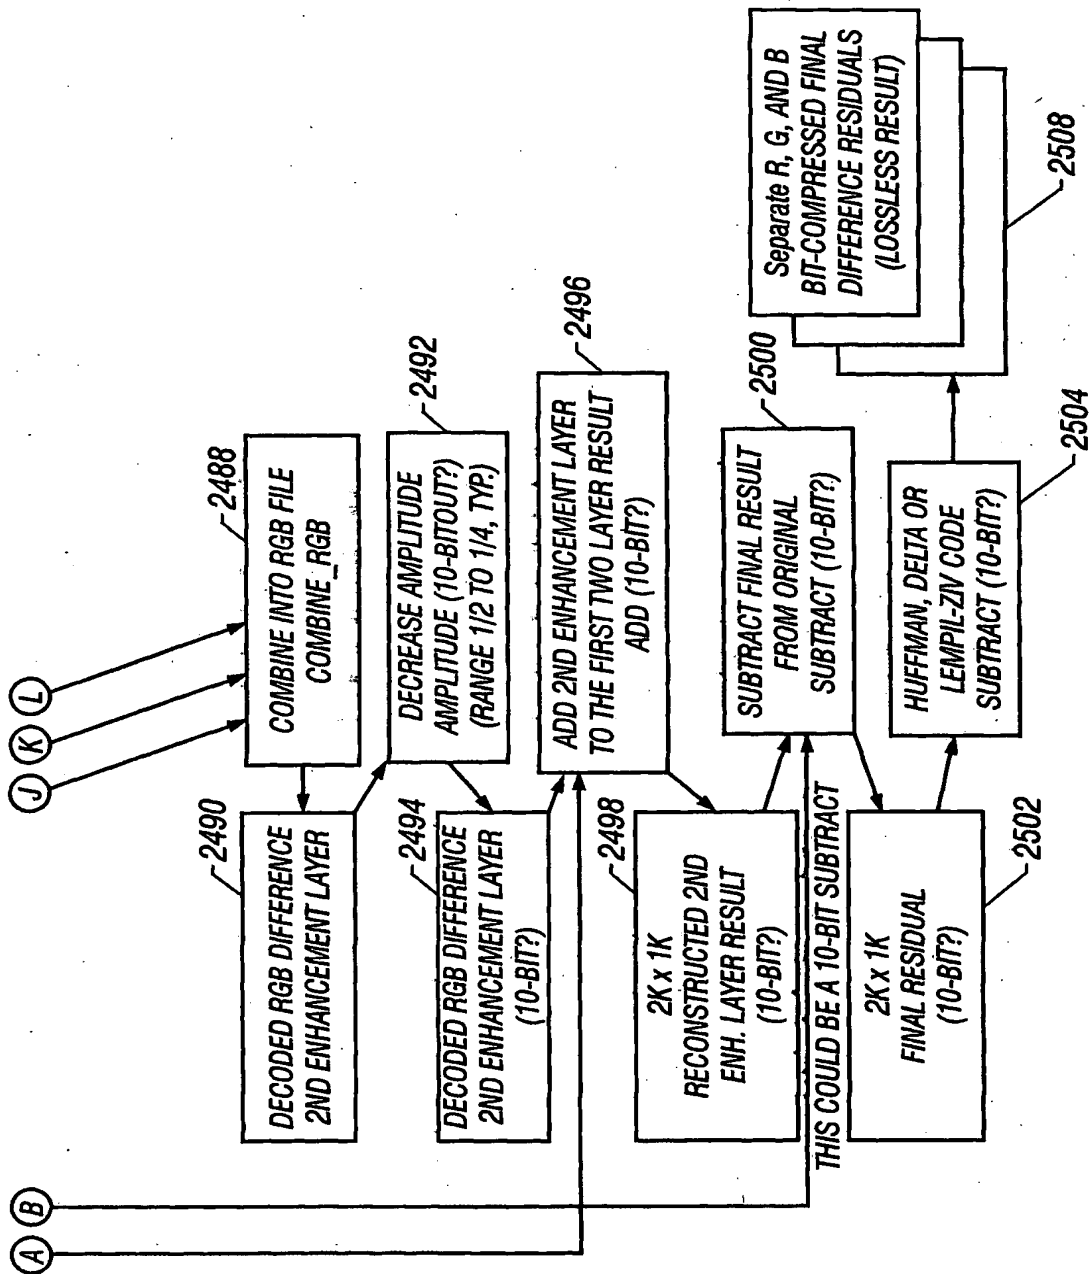 J
K
L
2488
COMBINE INTO RGB FILE
COMBINE_RGB
2490
DECODED RGB DIFFERENCE
2ND ENHANCEMENT LAYER
2492
DECREASE AMPLITUDE
AMPLITUDE (10-BITOUT?)
(RANGE 1/2 TO 1/4, TYP.)
2494
DECODED RGB DIFFERENCE
2ND ENHANCEMENT LAYER
(10-BIT?)
2496
ADD 2ND ENHANCEMENT LAYER
TO THE FIRST TWO LAYER RESULT
ADD (10-BIT?)
A
B
2498
2K x 1K
RECONSTRUCTED 2ND
ENH. LAYER RESULT
(10-BIT?)
2500
SUBTRACT FINAL RESULT
FROM ORIGINAL
SUBTRACT (10-BIT?)
THIS COULD BE A 10-BIT SUBTRACT
2K x 1K
FINAL RESIDUAL
(10-BIT?)
2502
HUFFMAN, DELTA OR
LEMPIL-ZIV CODE
SUBTRACT (10-BIT?)
2504
Separate R, G, AND B
BIT-COMPRESSED FINAL
DIFFERENCE RESIDUALS
(LOSSLESS RESULT)
2508